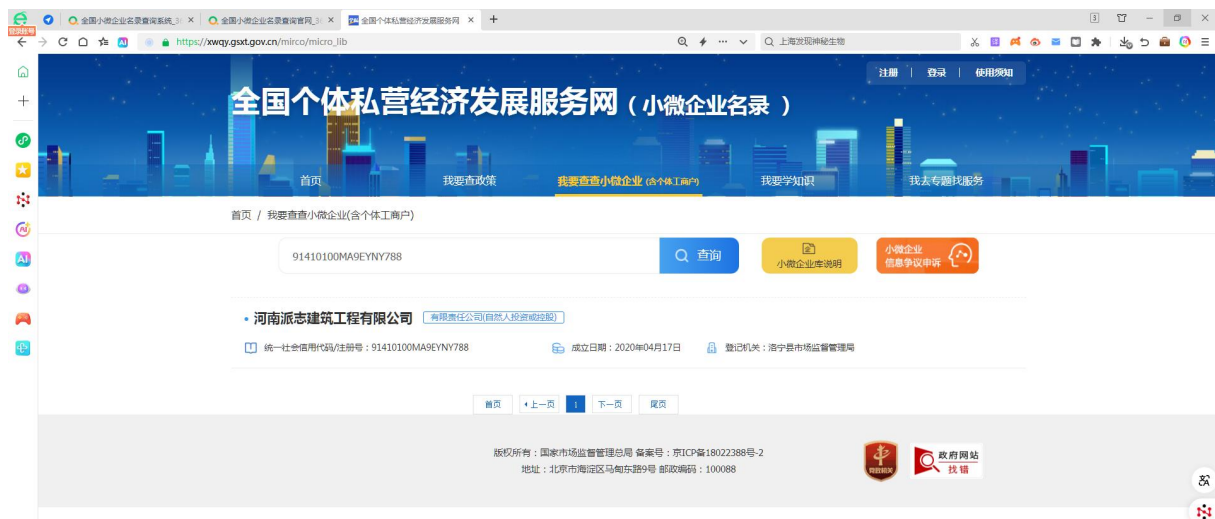 全国小微企业名录查询系统_3 × 全国小微企业名录查询官网_3 × 全国个体私营经济发展服务网 × +
登录账号
https://xwqy.gsxt.gov.cn/mirco/micro_lib
上海发现神秘生物
注册 | 登录 | 使用须知
全国个体私营经济发展服务网（小微企业名录）
首页 我要查政策 我要查查小微企业 (含个体工商户) 我要学知识 我去专题找服务
首页 / 我要查查小微企业(含个体工商户)
91410100MA9EYNY788
查询
小微企业库说明
小微企业
信息争议申诉
河南派志建筑工程有限公司 有限责任公司(自然人投资或控股)
统一社会信用代码/注册号：91410100MA9EYNY788 成立日期：2020年04月17日 登记机关：洛宁县市场监督管理局
首页 上一页 1 下一页 尾页
版权所有：国家市场监督管理总局 备案号：京ICP备18022388号-2
地址：北京市海淀区马甸东路9号 邮政编码：100088
党政机关
政府网站
找错